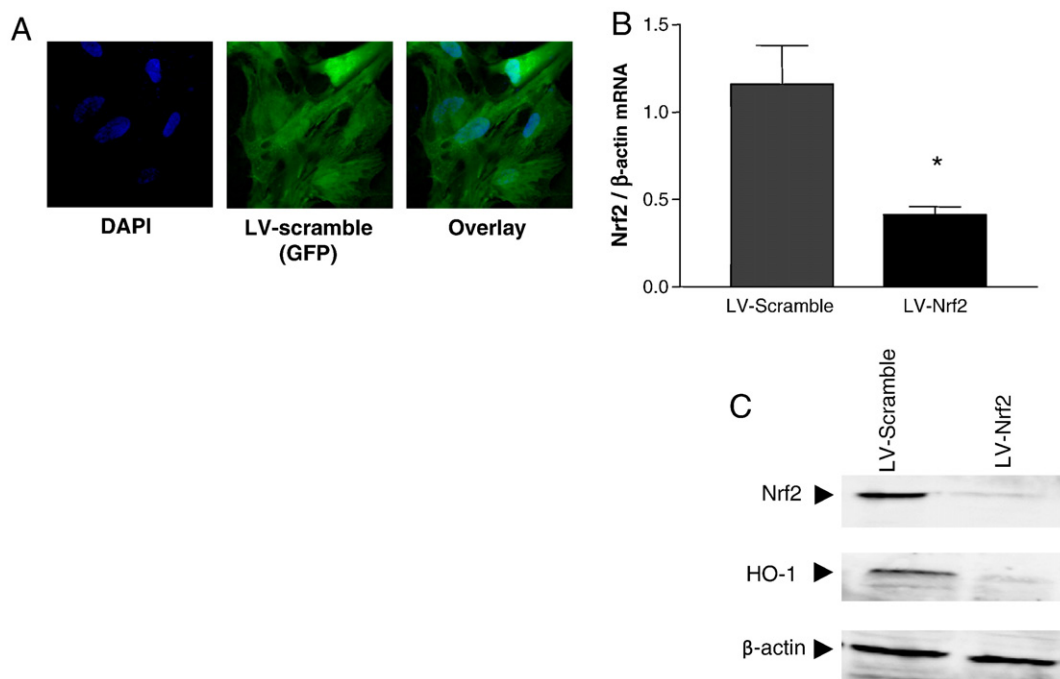 A
DAPI
LV-scramble
(GFP)
Overlay
B
Nrf2 / β-actin mRNA
1.5
1.0
0.5
0.0
*
LV-Scramble
LV-Nrf2
C
LV-Scramble
LV-Nrf2
Nrf2
HO-1
β-actin